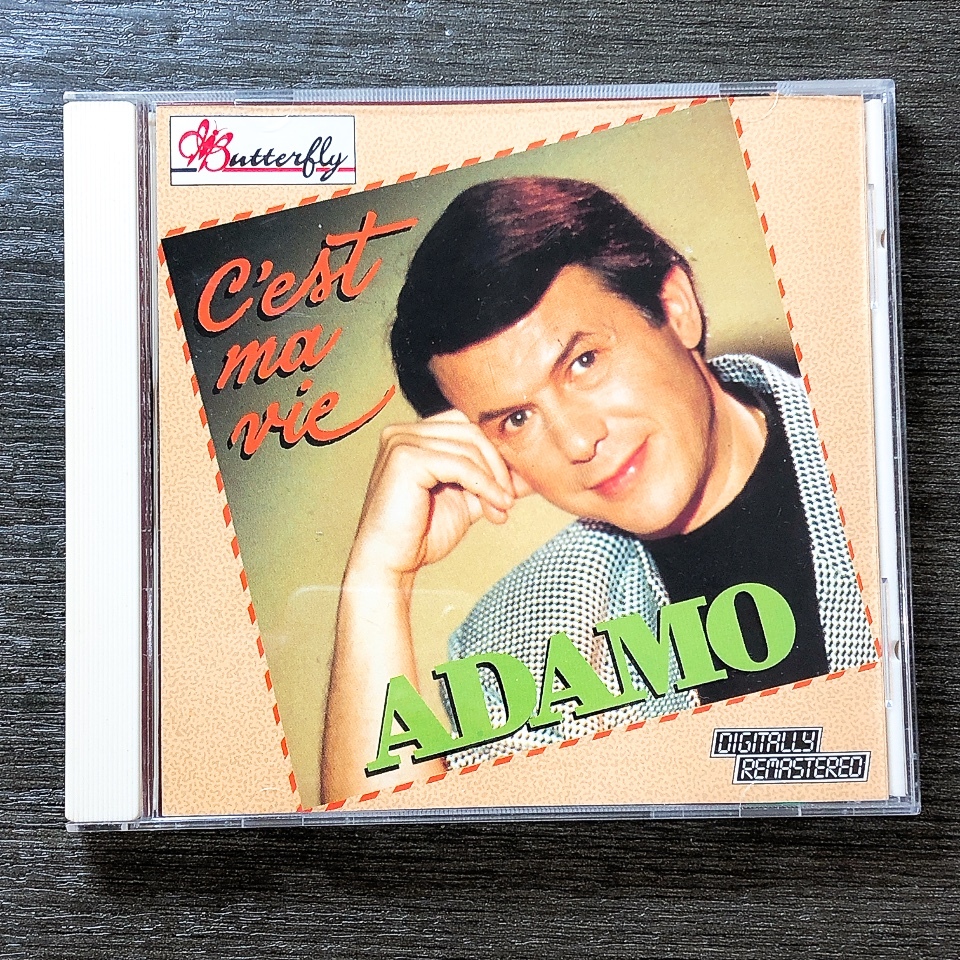 Butterfly
C'est
ma
vie
ADAMO
DIGITALLY
REMASTERED